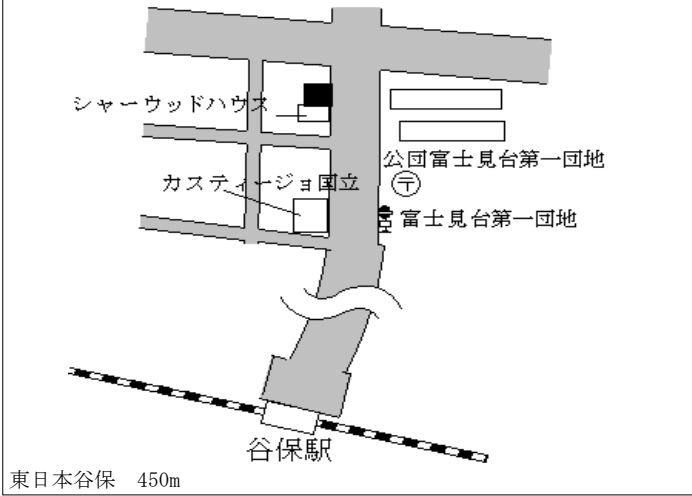 シャーウッドハウス
公団富士見台第一団地
カスティージョ国立
〒
富士見台第一団地
谷保駅
東日本谷保 450m